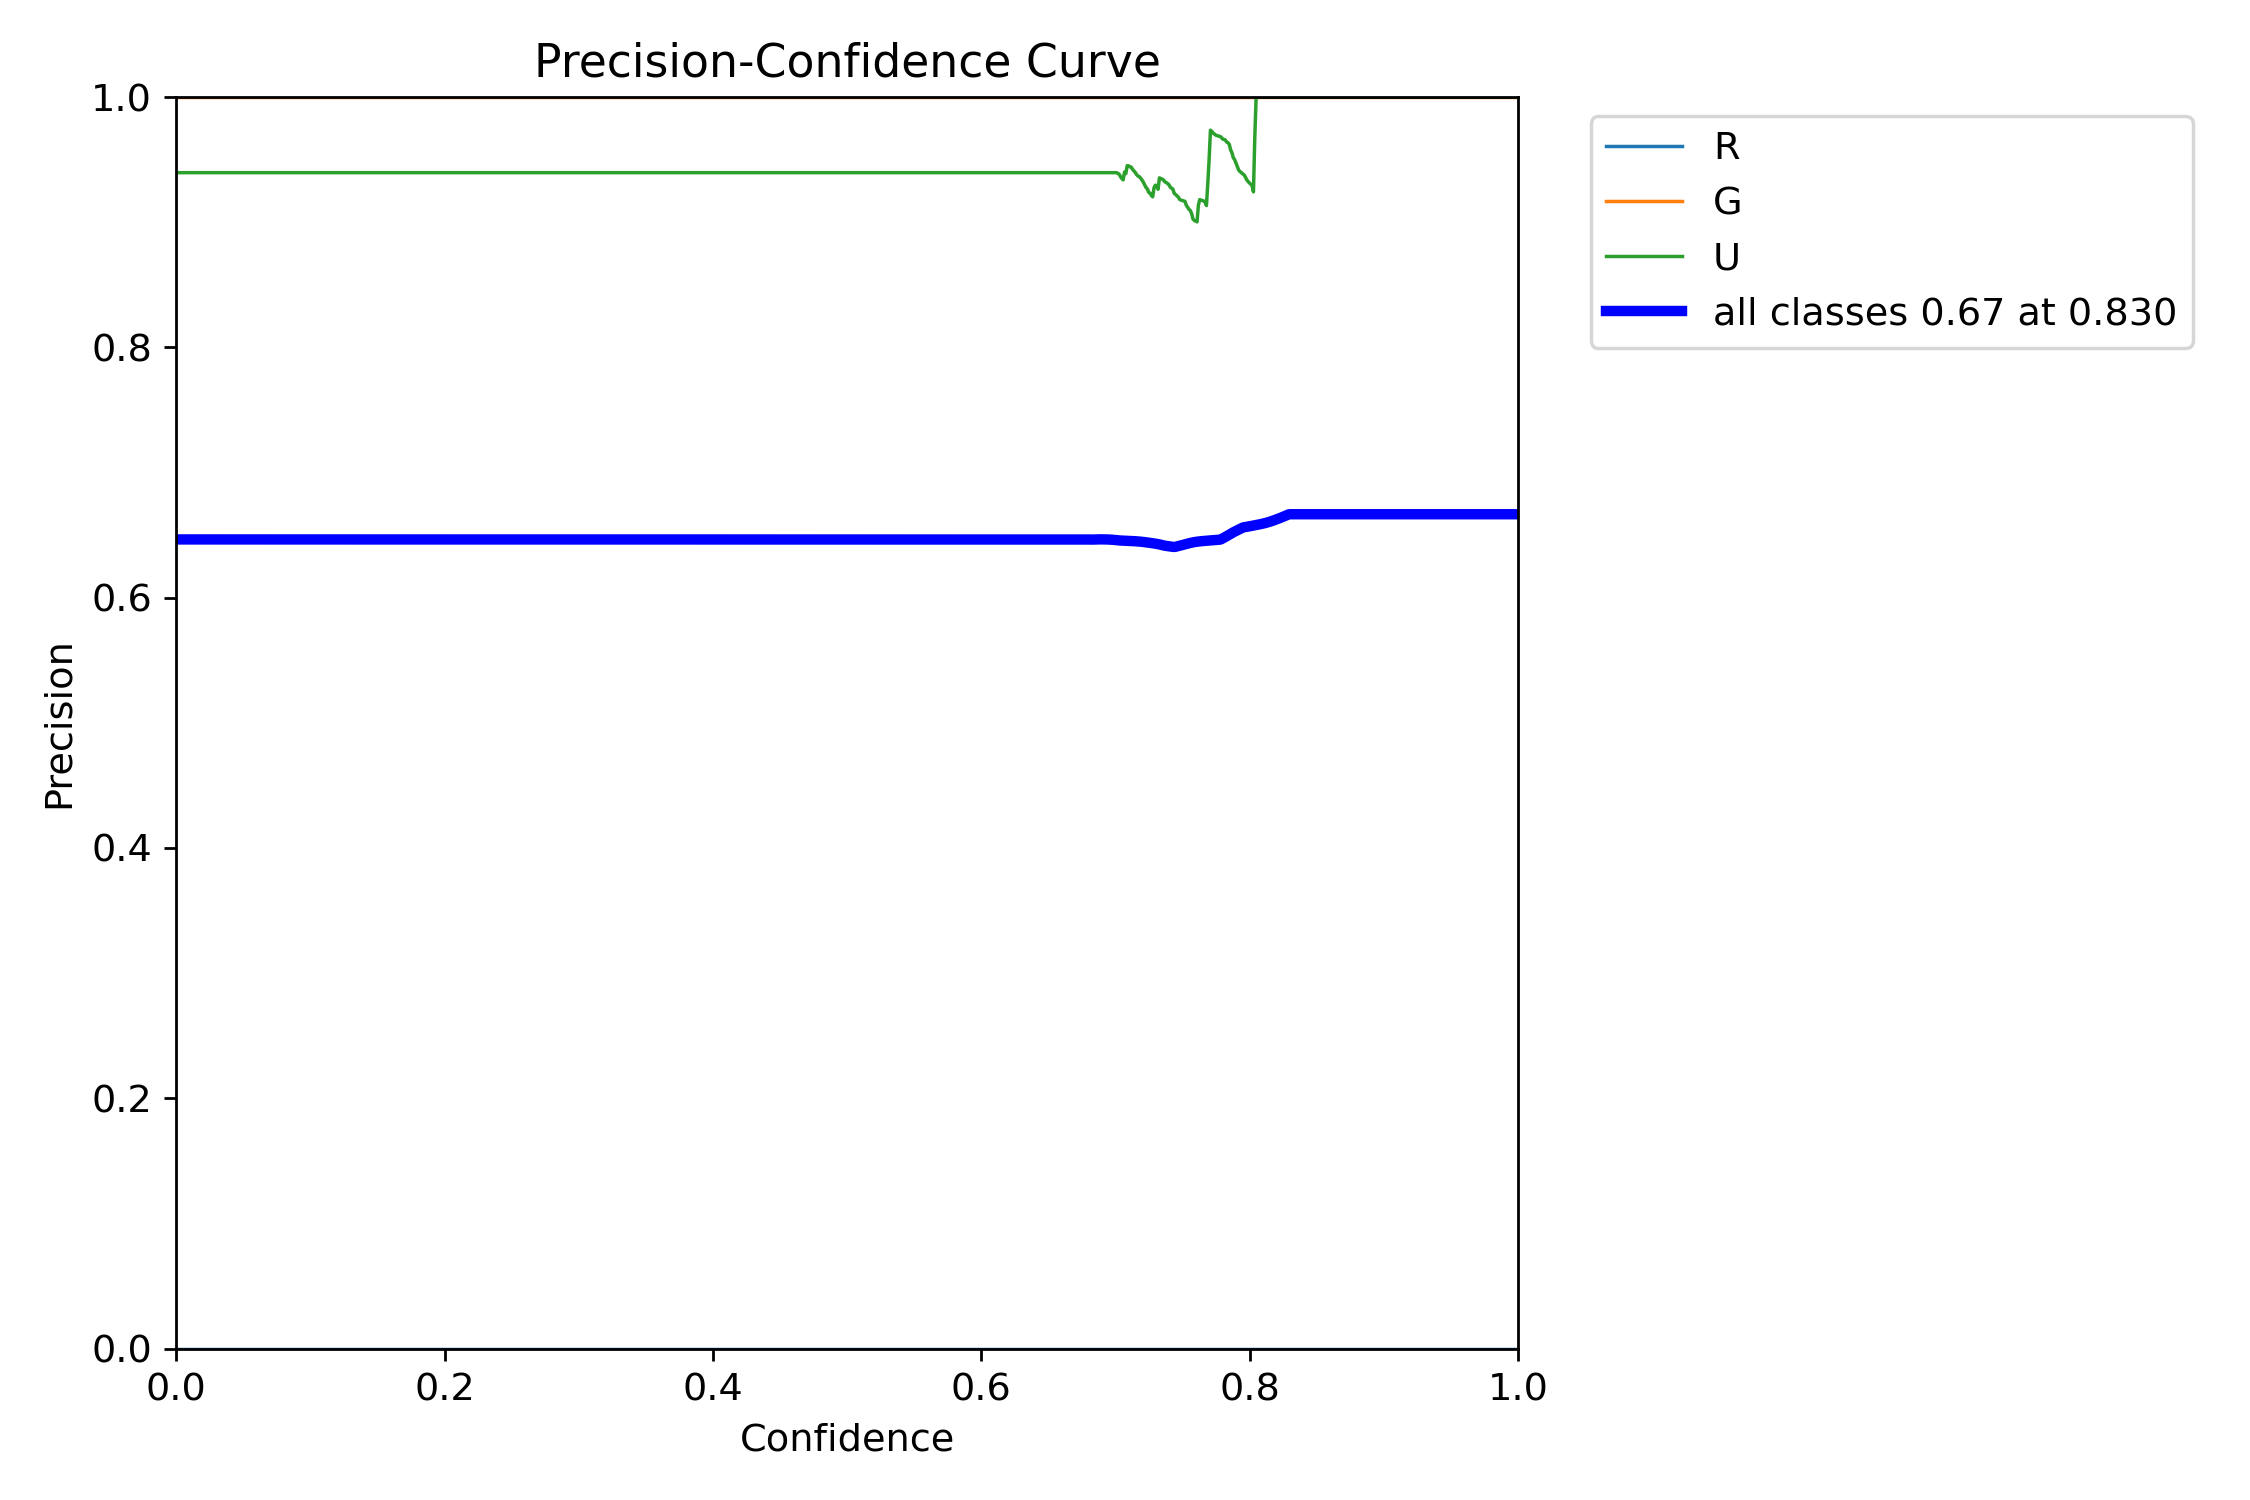 Precision-Confidence Curve
1.0
0.8
0.6
0.4
0.2
0.0
Precision
0.0 0.2 0.4 0.6 0.8 1.0
Confidence
R
G
U
all classes 0.67 at 0.830